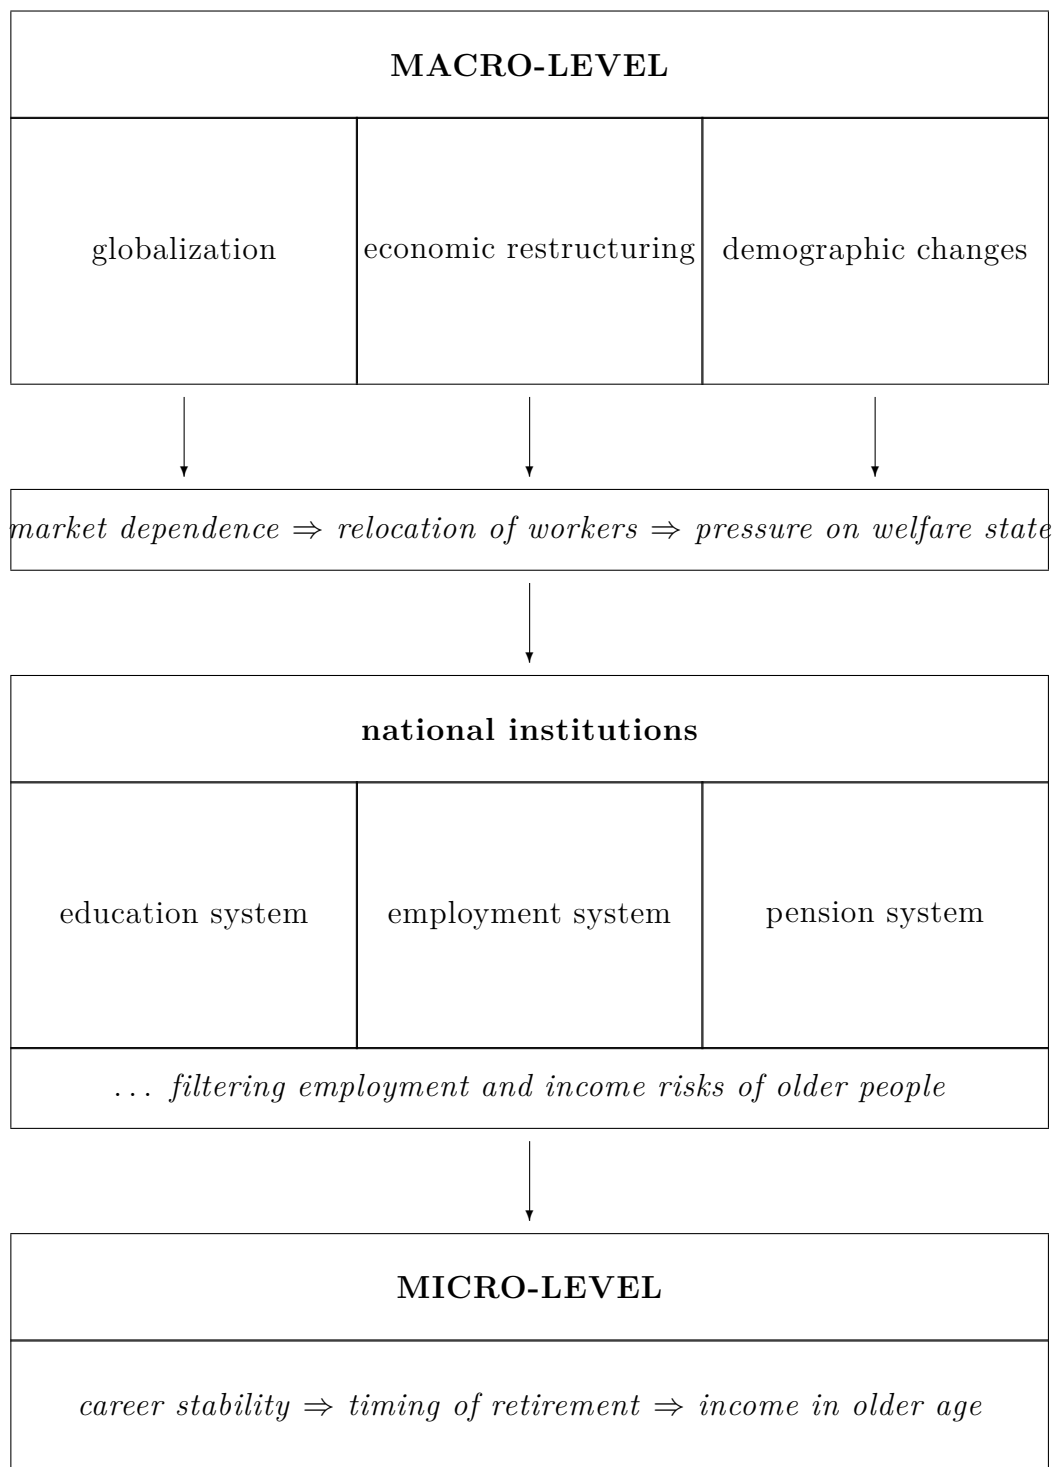 MACRO-LEVEL
globalization economic restructuring demographic changes
market dependence ⇒ relocation of workers ⇒ pressure on welfare state
national institutions
education system employment system pension system
... filtering employment and income risks of older people
MICRO-LEVEL
career stability ⇒ timing of retirement ⇒ income in older age